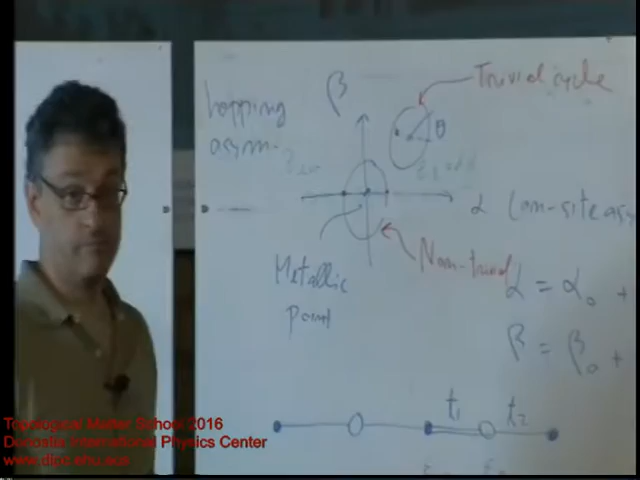 hopping
asym-
β
Trivial cycle
θ
α (on-site asy
Non-trivial
Metallic
point
α = α₀ +
β = β₀ +
t₁
t₂
Topological Matter School 2016
Donostia International Physics Center
www.dipc.ehu.eus